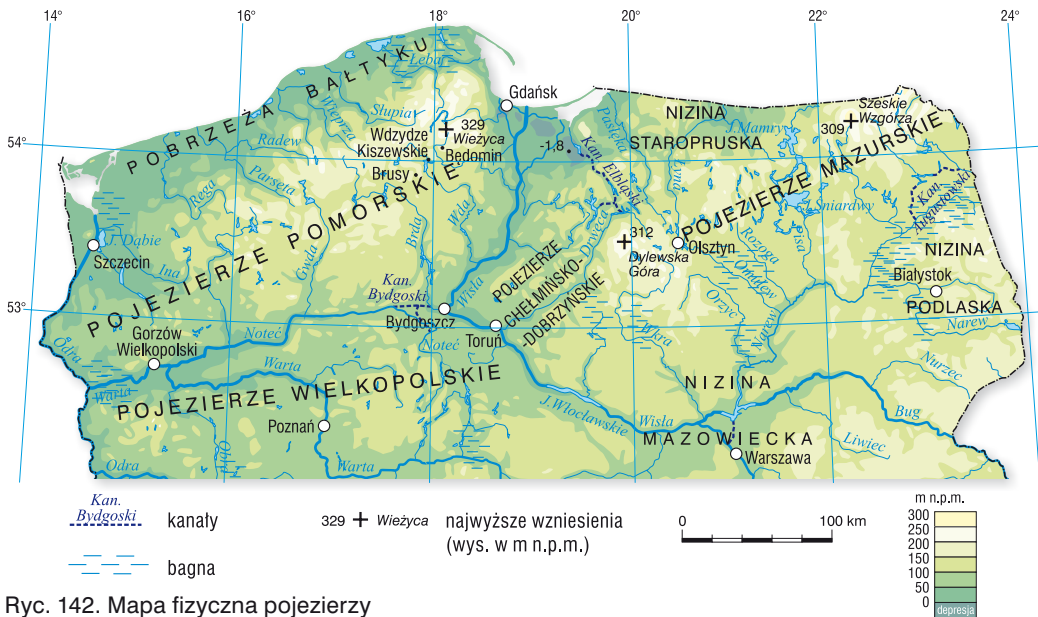 14°
16°
18°
20°
22°
24°
54°
53°
POBRZEŻA BAŁTYKU
Łeba
Gdańsk
Słupia
Wieprza
Radew
Parsęta
Rega
329
Wieżyca
Wdzydze
Kiszewskie
Będomin
Brusy
-1,8
Pasłęka
Kan. Elbląski
NIZINA
STAROPRUSKA
J. Mamry
Łyna
309
Szeskie
Wzgórza
POJEZIERZE MAZURSKIE
J. Śniardwy
Kan.
Augustowski
NIZINA
PODLASKA
Białystok
Narew
Szczecin
J. Dąbie
Ina
POJEZIERZE POMORSKIE
Gwda
Brda
Wda
Wisła
Drwęca
312
Dylewska
Góra
Olsztyn
Rozoga
Omulew
Pisa
Orzyc
Narew
Wkra
POJEZIERZE
CHEŁMIŃSKO-
-DOBRZYŃSKIE
Kan.
Bydgoski
Bydgoszcz
Toruń
Noteć
Noteć
Gorzów
Wielkopolski
Odra
Warta
Warta
POJEZIERZE WIELKOPOLSKIE
Poznań
Warta
Odra
Obra
J. Włocławskie
Wisła
NIZINA
MAZOWIECKA
Warszawa
Bug
Nurzec
Liwiec
Kan.
Bydgoski
kanały
bagna
329
Wieżyca
najwyższe wzniesienia
(wys. w m n.p.m.)
0
100 km
m n.p.m.
300
250
200
150
100
50
0
depresja
Ryc. 142. Mapa fizyczna pojezierzy